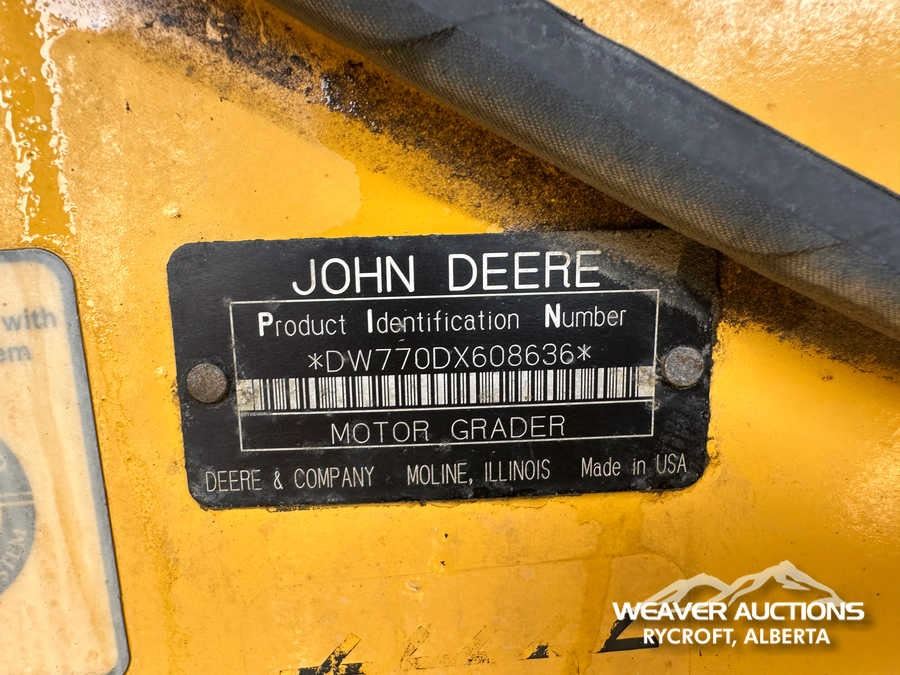 with
em
JOHN DEERE
Product Identification Number
*DW770DX608636*
MOTOR GRADER
DEERE & COMPANY MOLINE, ILLINOIS Made in USA
WEAVER AUCTIONS
RYCROFT, ALBERTA